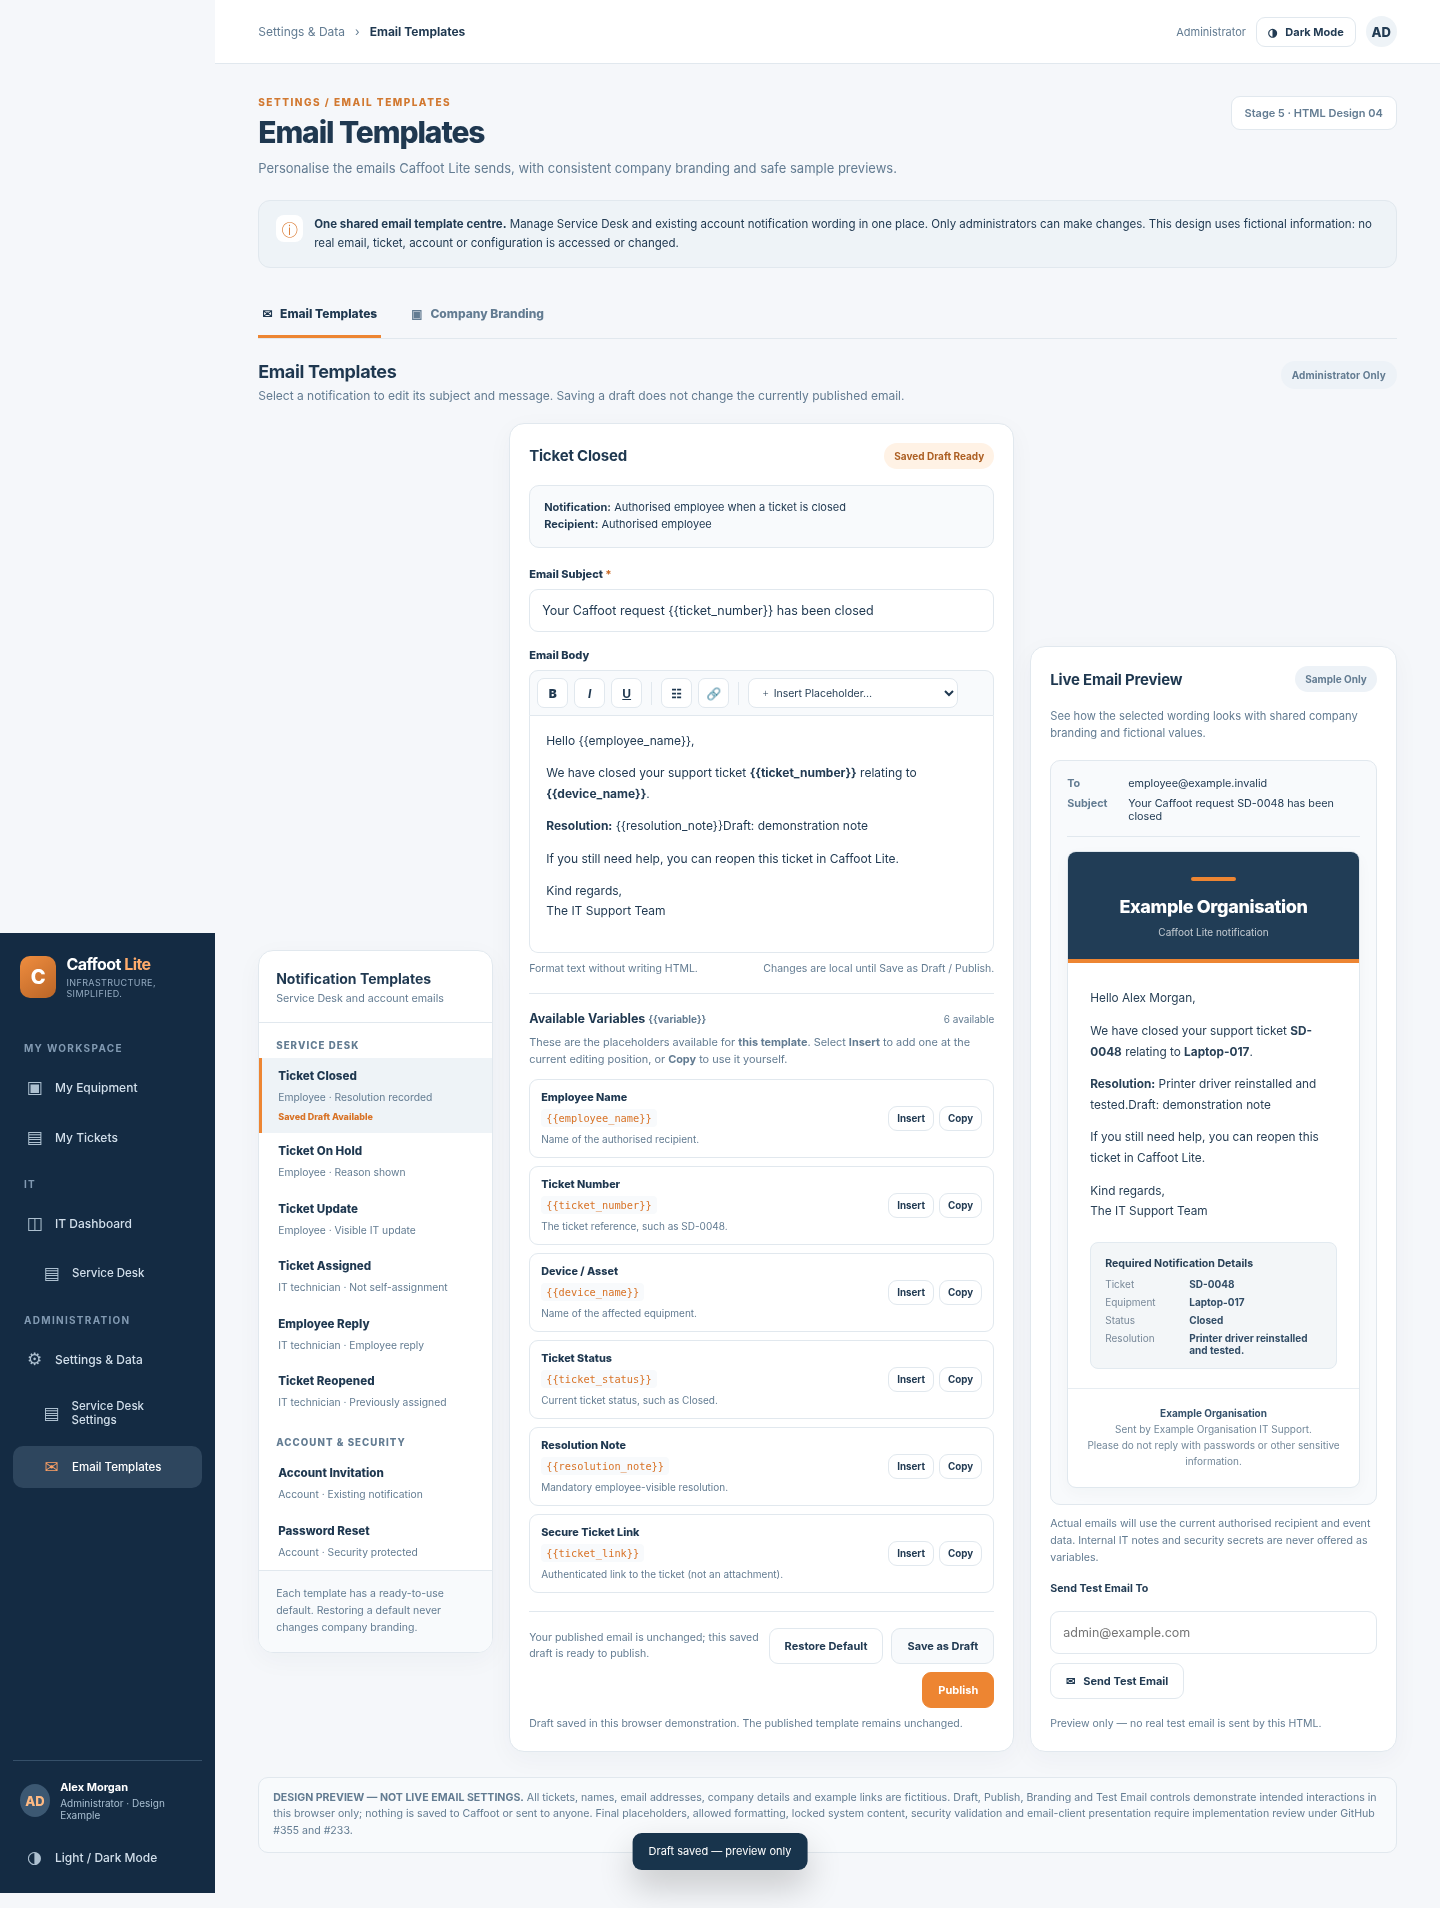 Settings & Data › Email Templates
Administrator
Dark Mode
AD
SETTINGS / EMAIL TEMPLATES
Email Templates
Personalise the emails Caffoot Lite sends, with consistent company branding and safe sample previews.
Stage 5 · HTML Design 04
One shared email template centre. Manage Service Desk and existing account notification wording in one place. Only administrators can make changes. This design uses fictional information: no
real email, ticket, account or configuration is accessed or changed.
Email Templates
Company Branding
Email Templates
Select a notification to edit its subject and message. Saving a draft does not change the currently published email.
Administrator Only
C
Caffoot Lite
INFRASTRUCTURE,
SIMPLIFIED.
MY WORKSPACE
My Equipment
My Tickets
IT
IT Dashboard
Service Desk
ADMINISTRATION
Settings & Data
Service Desk
Settings
Email Templates
AD
Alex Morgan
Administrator · Design
Example
Light / Dark Mode
Notification Templates
Service Desk and account emails
SERVICE DESK
Ticket Closed
Employee · Resolution recorded
Saved Draft Available
Ticket On Hold
Employee · Reason shown
Ticket Update
Employee · Visible IT update
Ticket Assigned
IT technician · Not self-assignment
Employee Reply
IT technician · Employee reply
Ticket Reopened
IT technician · Previously assigned
ACCOUNT & SECURITY
Account Invitation
Account · Existing notification
Password Reset
Account · Security protected
Each template has a ready-to-use
default. Restoring a default never
changes company branding.
Ticket Closed
Saved Draft Ready
Notification: Authorised employee when a ticket is closed
Recipient: Authorised employee
Email Subject *
Your Caffoot request {{ticket_number}} has been closed
Email Body
B I U
+ Insert Placeholder...
Hello {{employee_name}},
We have closed your support ticket {{ticket_number}} relating to
{{device_name}}.
Resolution: {{resolution_note}}Draft: demonstration note
If you still need help, you can reopen this ticket in Caffoot Lite.
Kind regards,
The IT Support Team
Format text without writing HTML.
Changes are local until Save as Draft / Publish.
Available Variables {{variable}}
6 available
These are the placeholders available for this template. Select Insert to add one at the
current editing position, or Copy to use it yourself.
Employee Name
{{employee_name}}
Name of the authorised recipient.
Insert
Copy
Ticket Number
{{ticket_number}}
The ticket reference, such as SD-0048.
Insert
Copy
Device / Asset
{{device_name}}
Name of the affected equipment.
Insert
Copy
Ticket Status
{{ticket_status}}
Current ticket status, such as Closed.
Insert
Copy
Resolution Note
{{resolution_note}}
Mandatory employee-visible resolution.
Insert
Copy
Secure Ticket Link
{{ticket_link}}
Authenticated link to the ticket (not an attachment).
Insert
Copy
Your published email is unchanged; this saved
draft is ready to publish.
Restore Default
Save as Draft
Publish
Draft saved in this browser demonstration. The published template remains unchanged.
Live Email Preview
Sample Only
See how the selected wording looks with shared company
branding and fictional values.
To employee@example.invalid
Subject Your Caffoot request SD-0048 has been
closed
Example Organisation
Caffoot Lite notification
Hello Alex Morgan,
We have closed your support ticket SD-
0048 relating to Laptop-017.
Resolution: Printer driver reinstalled and
tested.Draft: demonstration note
If you still need help, you can reopen this
ticket in Caffoot Lite.
Kind regards,
The IT Support Team
Required Notification Details
Ticket SD-0048
Equipment Laptop-017
Status Closed
Resolution Printer driver reinstalled
and tested.
Example Organisation
Sent by Example Organisation IT Support.
Please do not reply with passwords or other sensitive
information.
Actual emails will use the current authorised recipient and event
data. Internal IT notes and security secrets are never offered as
variables.
Send Test Email To
admin@example.com
Send Test Email
Preview only — no real test email is sent by this HTML.
DESIGN PREVIEW — NOT LIVE EMAIL SETTINGS. All tickets, names, email addresses, company details and example links are fictitious. Draft, Publish, Branding and Test Email controls demonstrate intended interactions in
this browser only; nothing is saved to Caffoot or sent to anyone. Final placeholders, allowed formatting, locked system content, security validation and email-client presentation require implementation review under GitHub
#355 and #233.
Draft saved — preview only